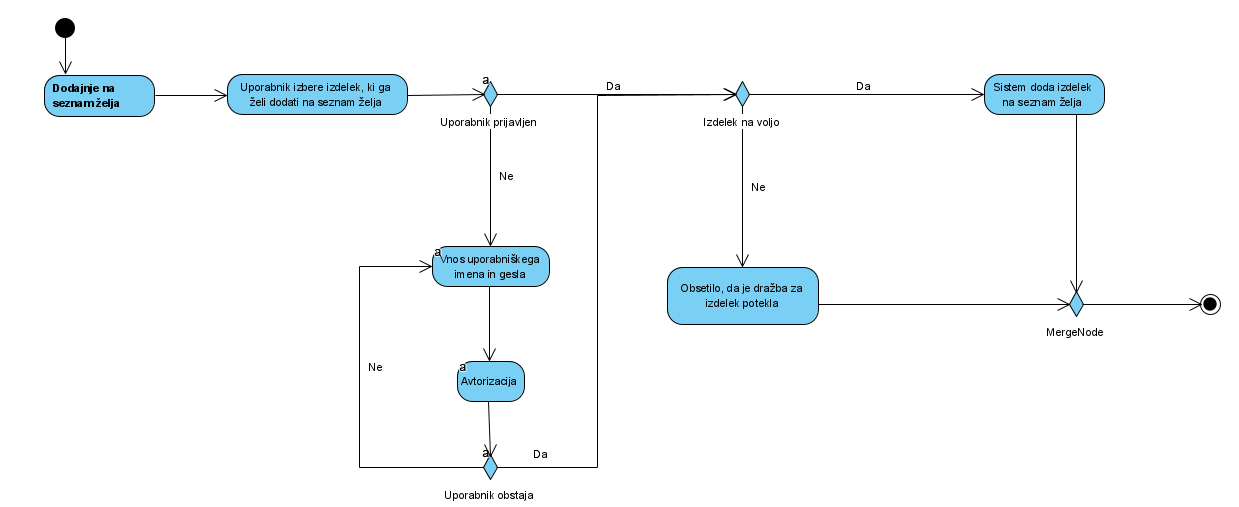 Dodajnje na
seznam želja
Uporabnik izbere izdelek, ki ga
želi dodati na seznam želja
a
Uporabnik prijavljen
Da
Izdelek na voljo
Da
Sistem doda izdelek
na seznam želja
Ne
Ne
a
Vnos uporabniškega
imena in gesla
Obsetilo, da je dražba za
izdelek potekla
MergeNode
Ne
a
Avtorizacija
a
Da
Uporabnik obstaja